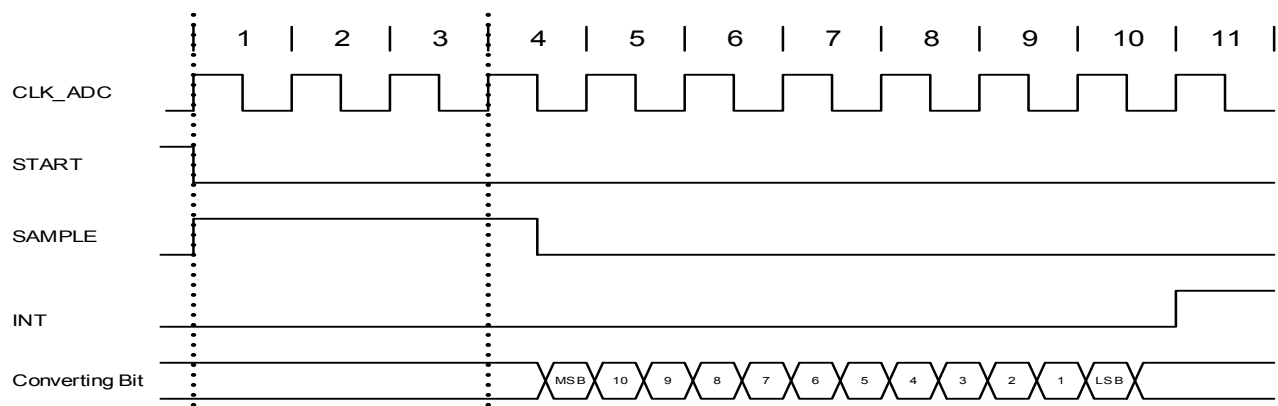 1 2 3 4 5 6 7 8 9 10 11
CLK_ADC
START
SAMPLE
INT
Converting Bit MSB 10 9 8 7 6 5 4 3 2 1 LSB